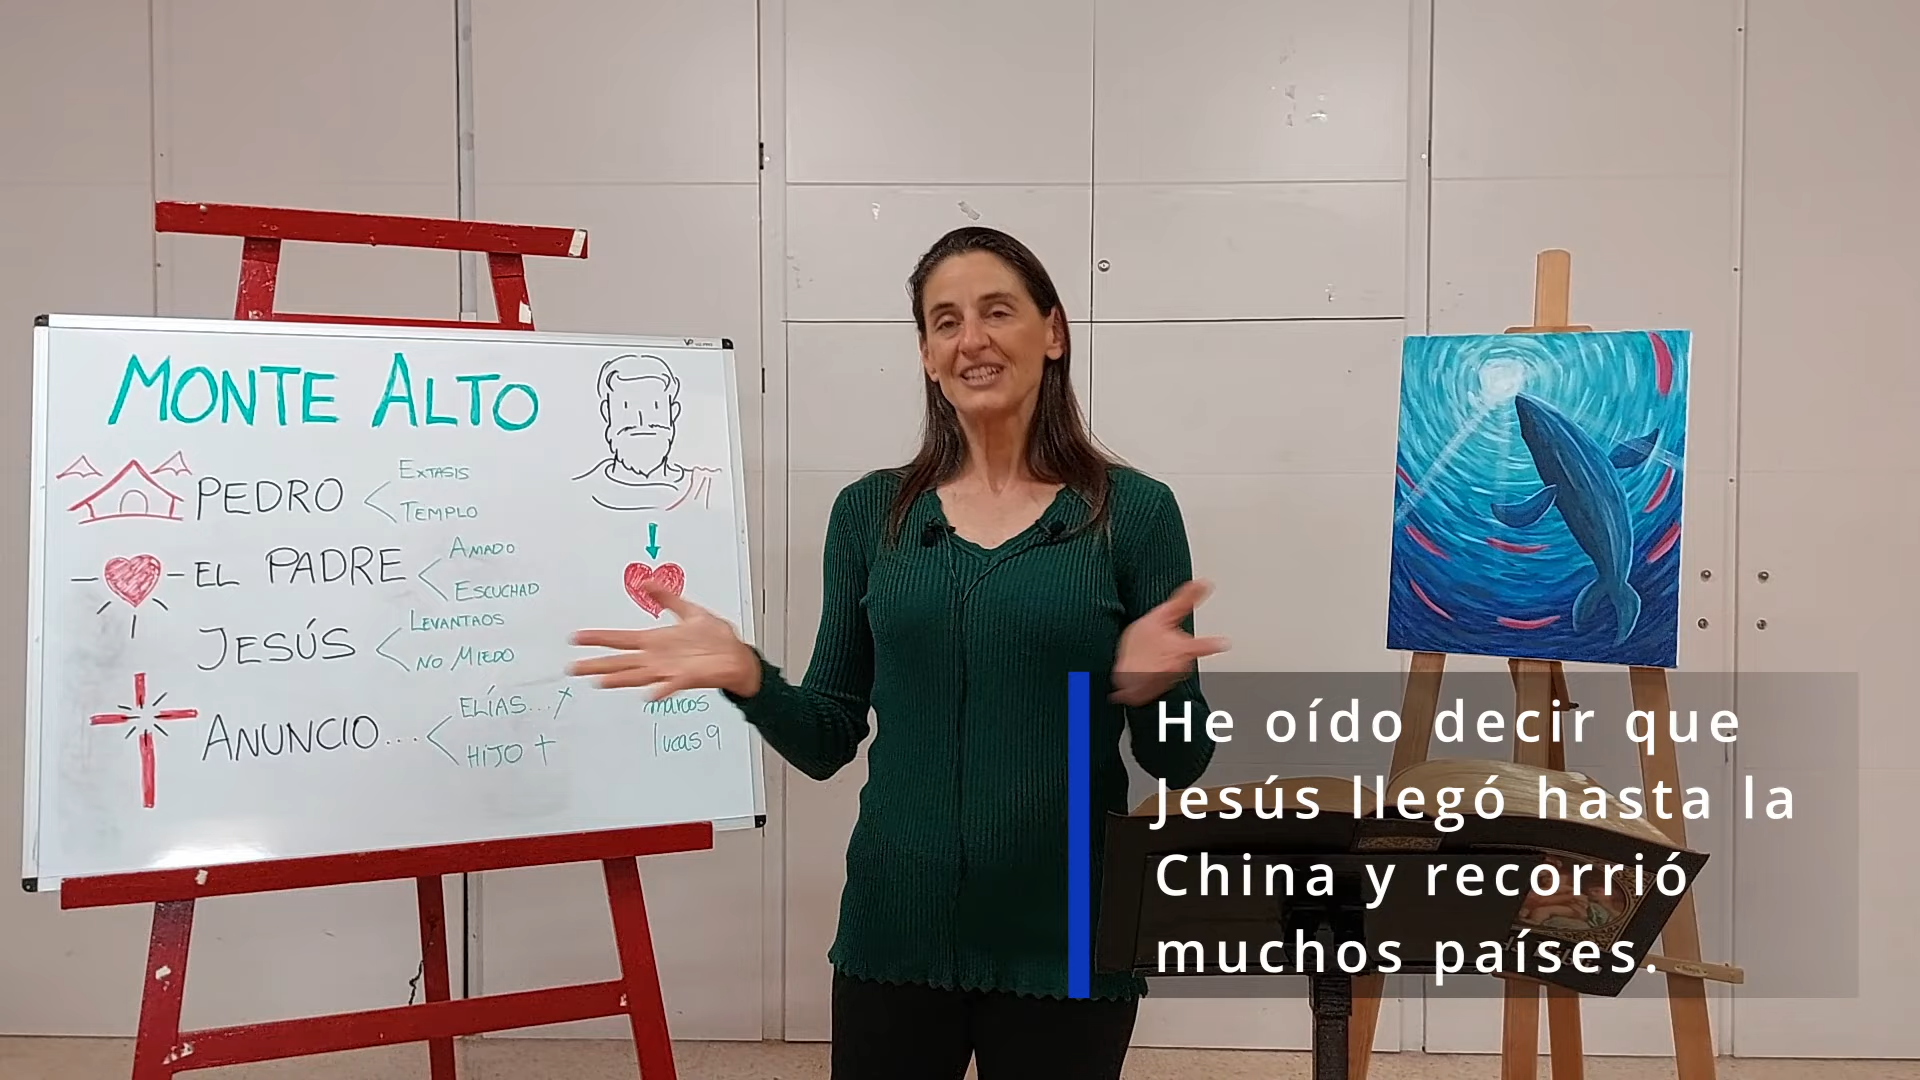 MONTE ALTO
PEDRO
EXTASIS
TEMPLO
EL PADRE
AMADO
ESCUCHAD
JESÚS
LEVANTAOS
NO MIEDO
ANUNCIO...
ELÍAS...
HIJO
marcos
lucas 9
He oído decir que
Jesús llegó hasta la
China y recorrió
muchos países.